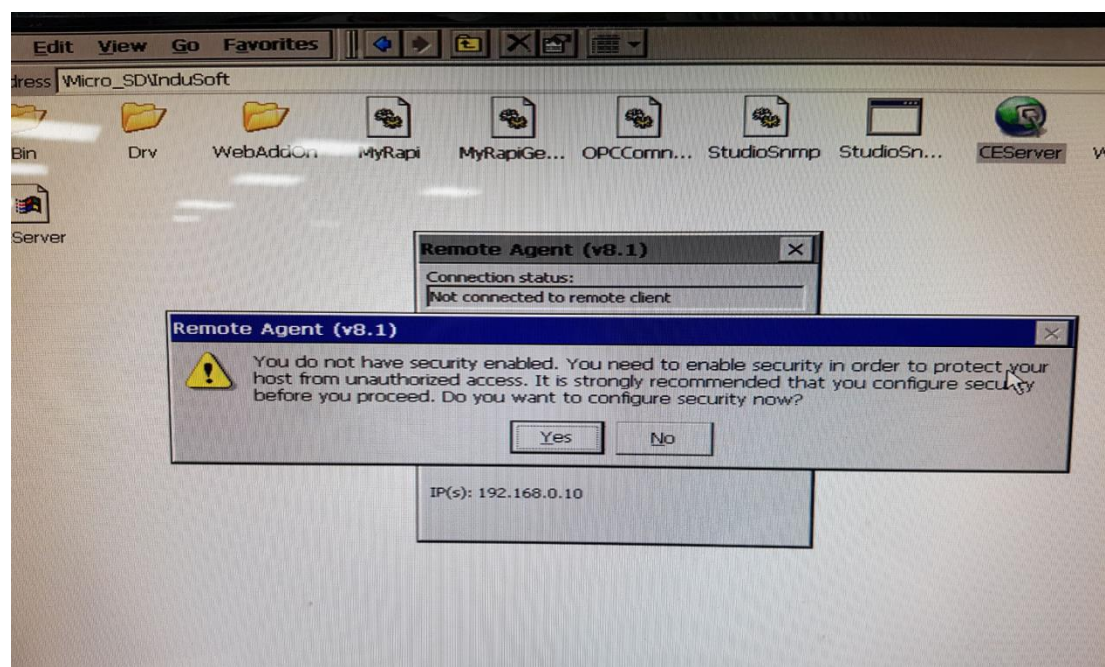 Edit View Go Favorites
dress \Micro_SD\InduSoft
Bin Drv WebAddOn MyRapi MyRapiGe... OPCComn... StudioSnmp StudioSn... CEServer
Server
Remote Agent (v8.1)
Connection status:
Not connected to remote client
Remote Agent (v8.1)
You do not have security enabled. You need to enable security in order to protect your
host from unauthorized access. It is strongly recommended that you configure security
before you proceed. Do you want to configure security now?
Yes No
IP(s): 192.168.0.10